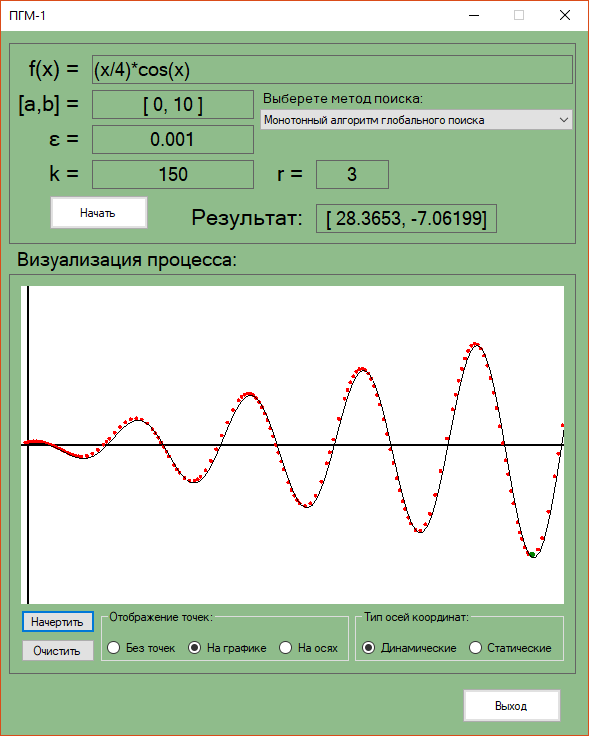 ПГМ-1
f(x) = (x/4)*cos(x)
[a,b] = [ 0, 10 ]
Выберете метод поиска:
Монотонный алгоритм глобального поиска
ε = 0.001
k = 150 r = 3
Начать
Результат: [ 28.3653, -7.06199]
Визуализация процесса:
Начертить
Очистить
Отображение точек:
Без точек На графике На осях
Тип осей координат:
Динамические Статические
Выход